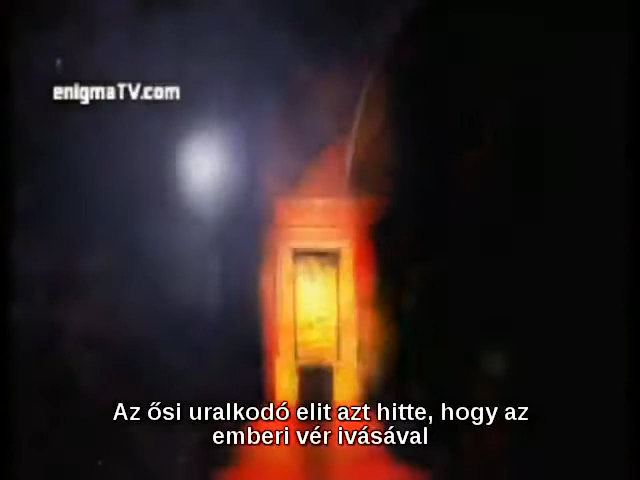 enigmaTV.com
Az ősi uralkodó elit azt hitte, hogy az
emberi vér ivásával